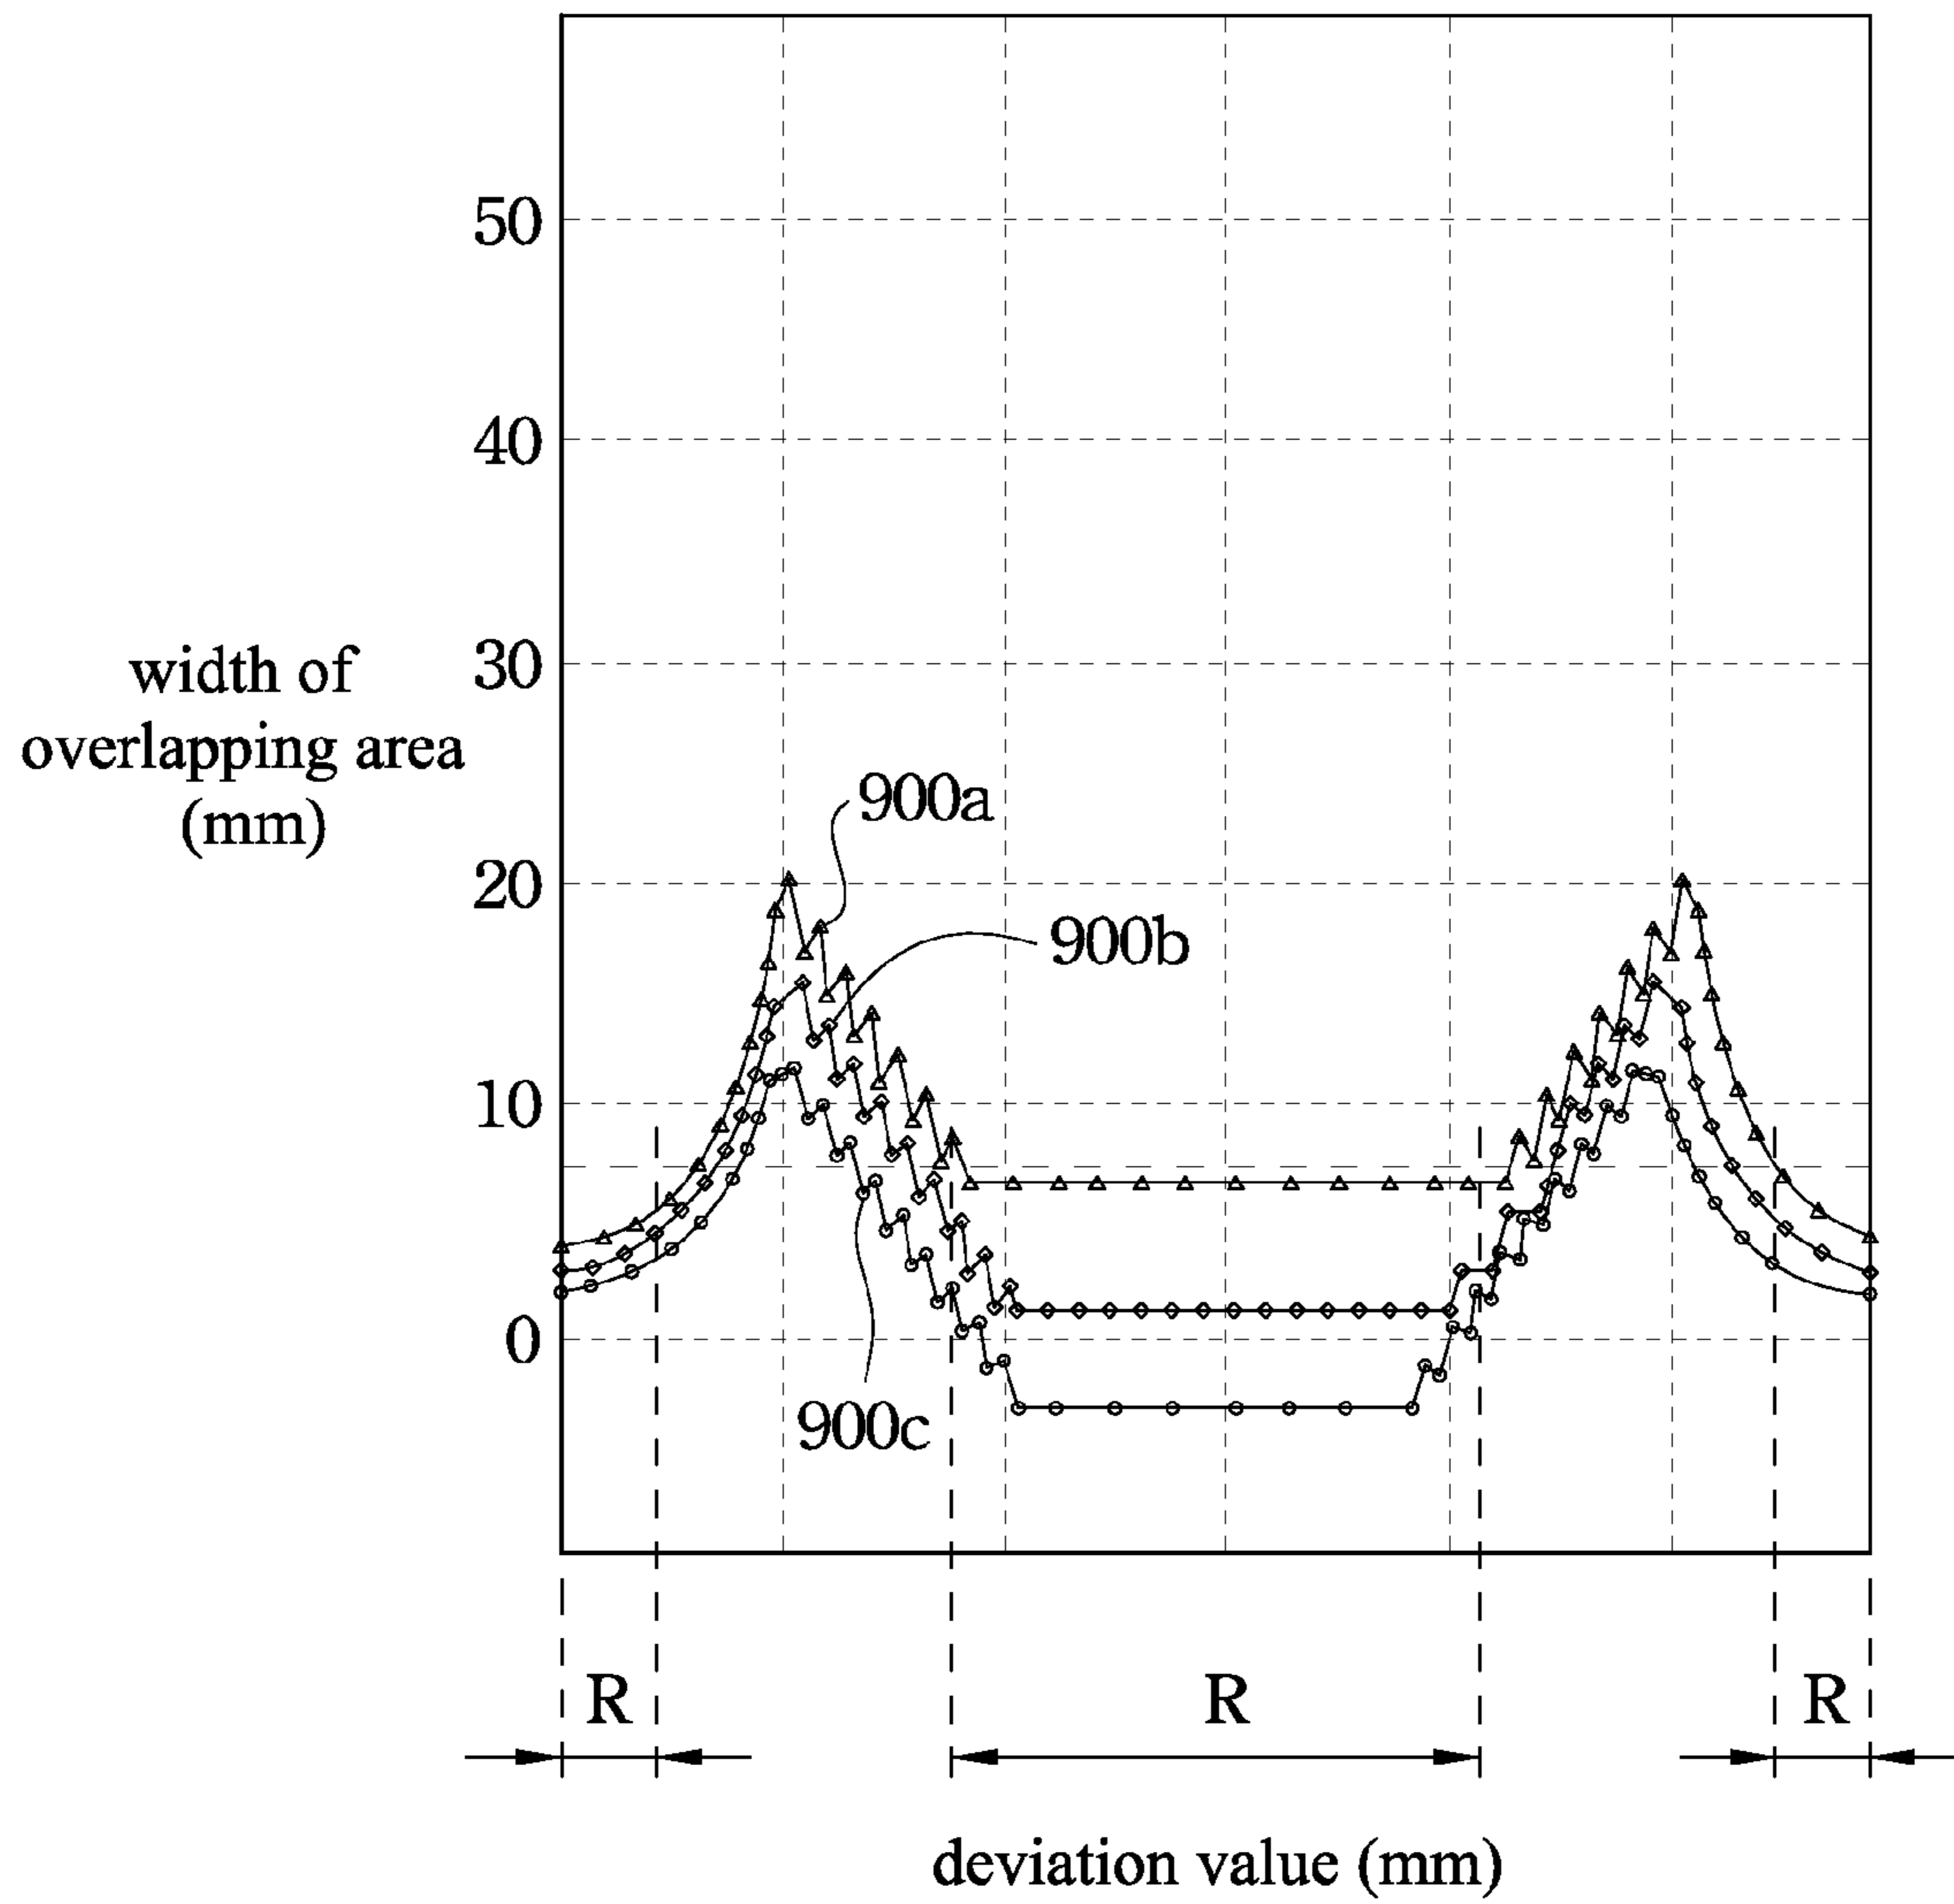 50
40
30
width of
overlapping area
(mm)
900a
20
900b
10
0
900c
R
R
R
deviation value (mm)